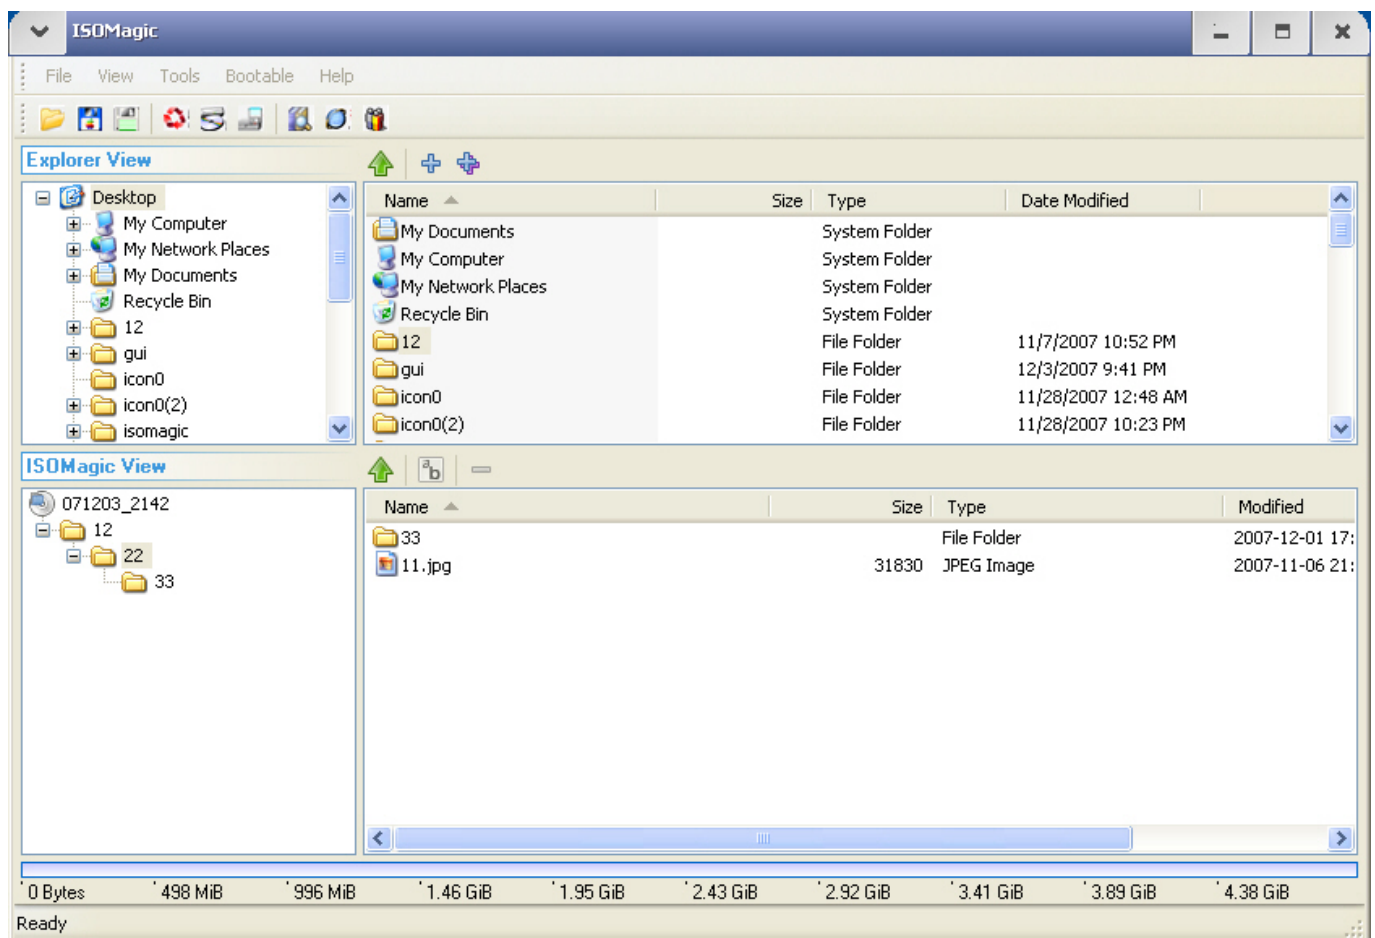 ISOMagic
File View Tools Bootable Help
Explorer View
Desktop
My Computer
My Network Places
My Documents
Recycle Bin
12
gui
icon0
icon0(2)
isomagic
Name Size Type Date Modified
My Documents System Folder
My Computer System Folder
My Network Places System Folder
Recycle Bin System Folder
12 File Folder 11/7/2007 10:52 PM
gui File Folder 12/3/2007 9:41 PM
icon0 File Folder 11/28/2007 12:48 AM
icon0(2) File Folder 11/28/2007 10:23 PM
ISOMagic View
ab
071203_2142
12
22
33
Name Size Type Modified
33 File Folder 2007-12-01 17:
11.jpg 31830 JPEG Image 2007-11-06 21:
0 Bytes 498 MiB 996 MiB 1.46 GiB 1.95 GiB 2.43 GiB 2.92 GiB 3.41 GiB 3.89 GiB 4.38 GiB
Ready